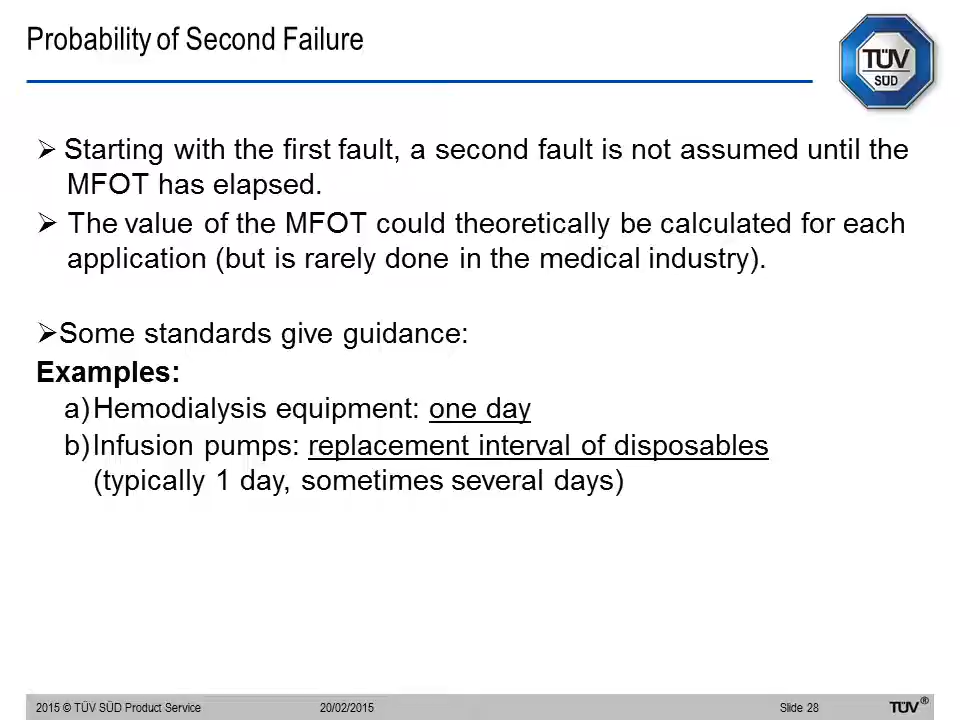 Probability of Second Failure
TÜV
SÜD
➢ Starting with the first fault, a second fault is not assumed until the
MFOT has elapsed.
➢ The value of the MFOT could theoretically be calculated for each
application (but is rarely done in the medical industry).
➢Some standards give guidance:
Examples:
a) Hemodialysis equipment: one day
b) Infusion pumps: replacement interval of disposables
(typically 1 day, sometimes several days)
2015 © TÜV SÜD Product Service 20/02/2015 Slide 28 TÜV®